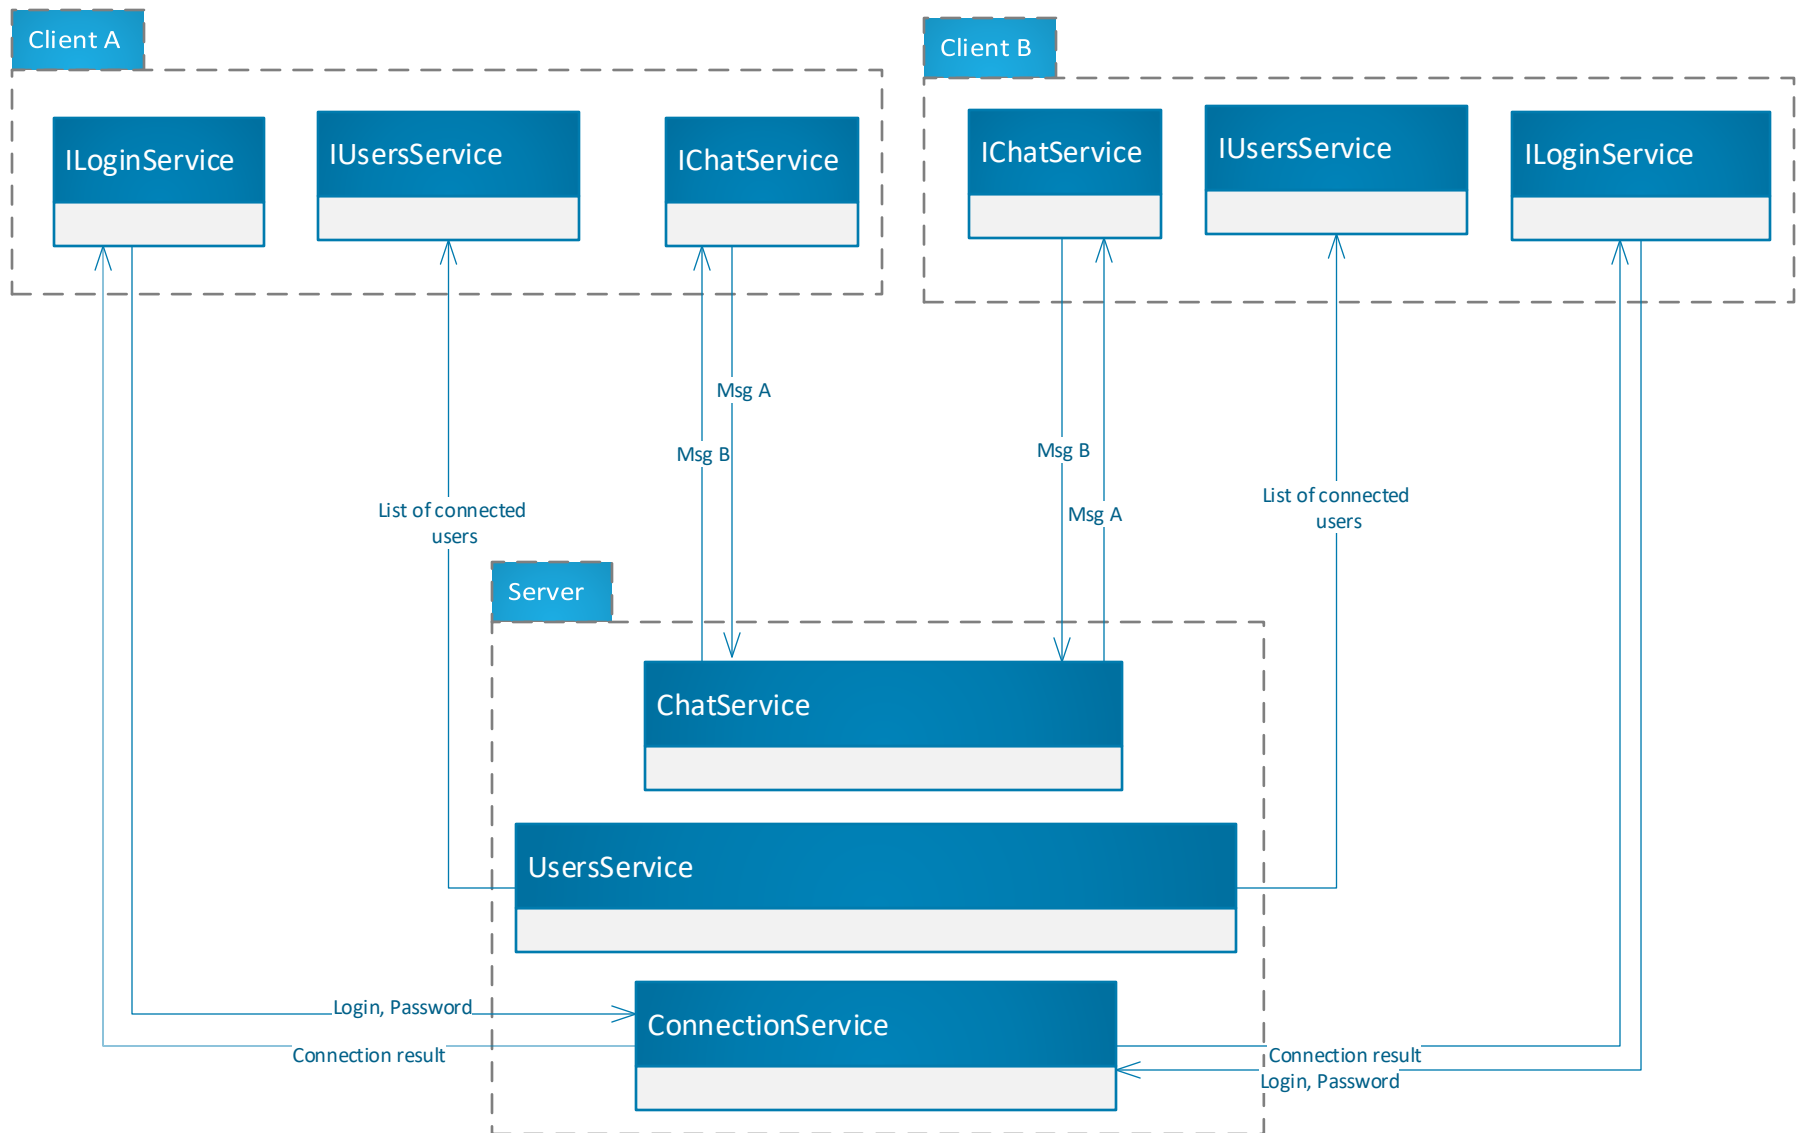 Client A
Client B
ILoginService
IUsersService
IChatService
IChatService
IUsersService
ILoginService
Msg A
Msg B
Msg B
Msg A
List of connected
users
List of connected
users
Server
ChatService
UsersService
ConnectionService
Login, Password
Connection result
Connection result
Login, Password